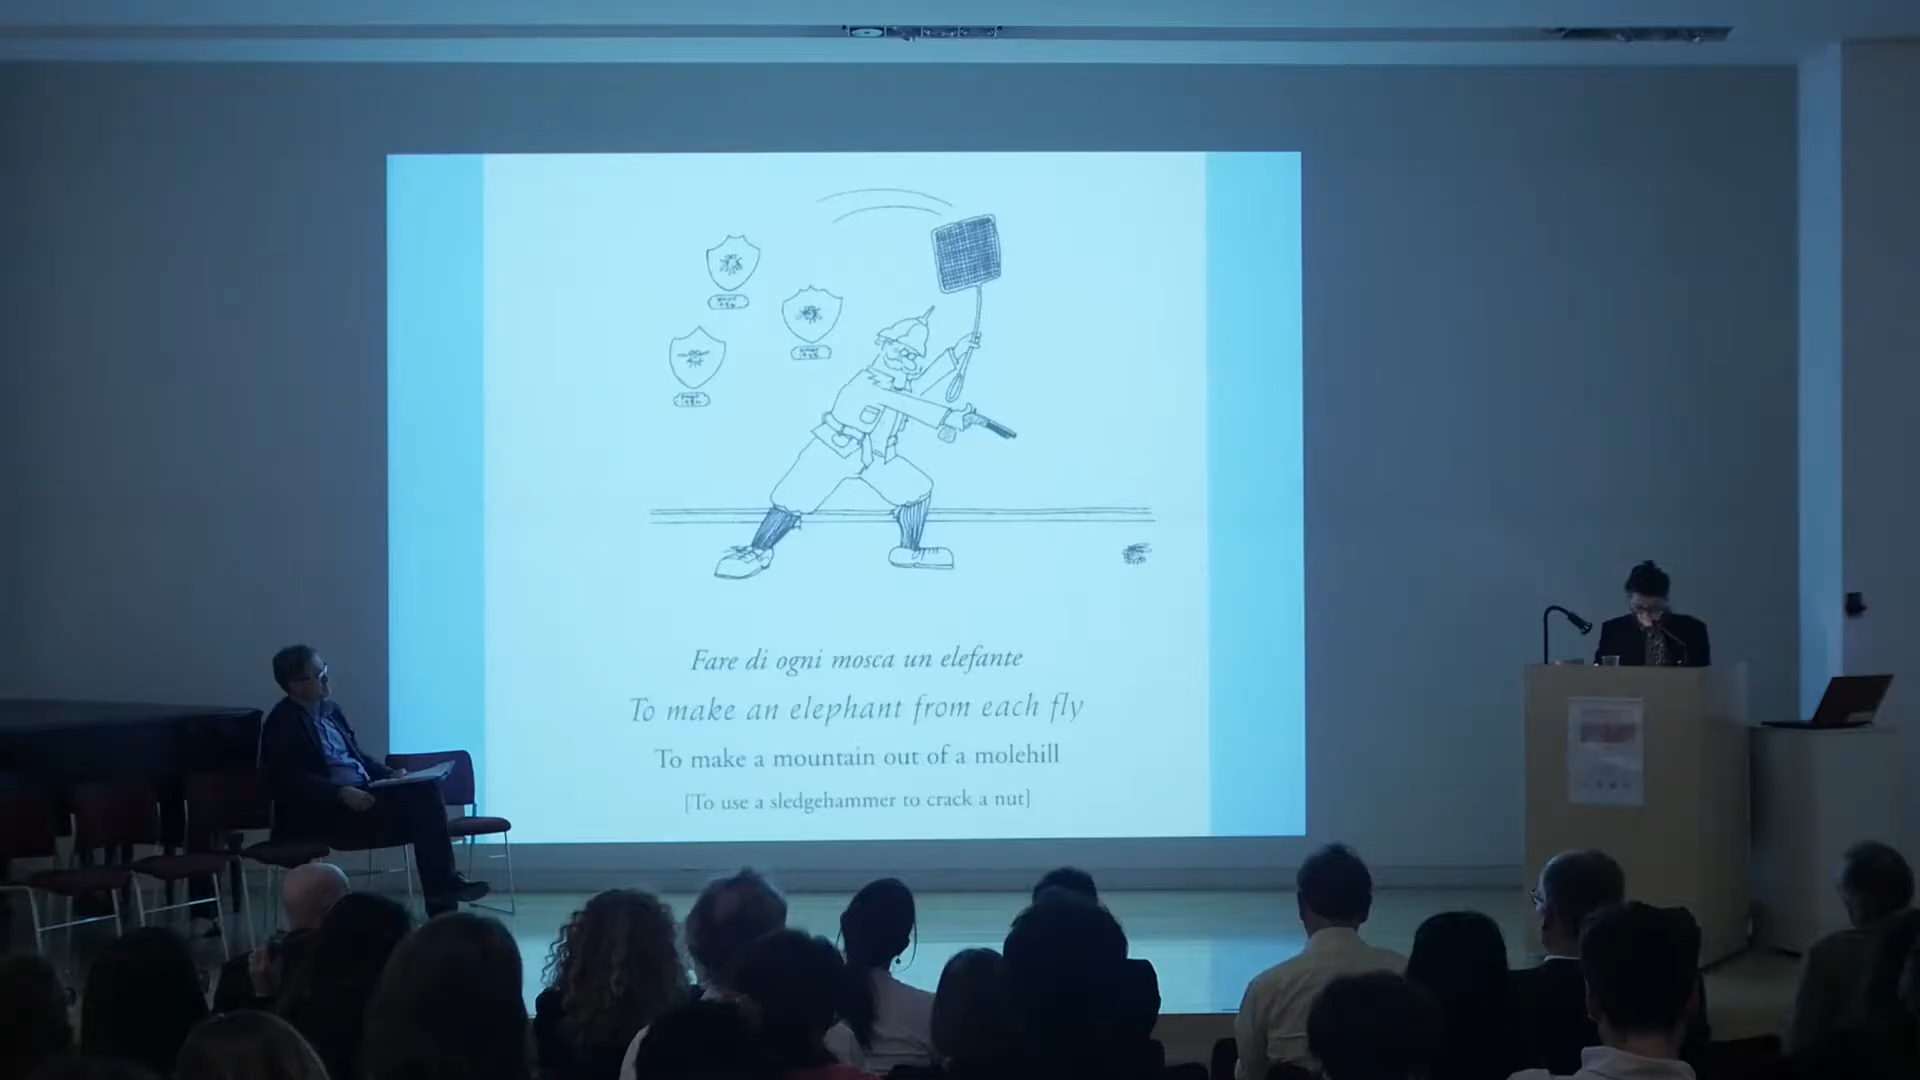 Fare di ogni mosca un elefante
To make an elephant from each fly
To make a mountain out of a molehill
[To use a sledgehammer to crack a nut]